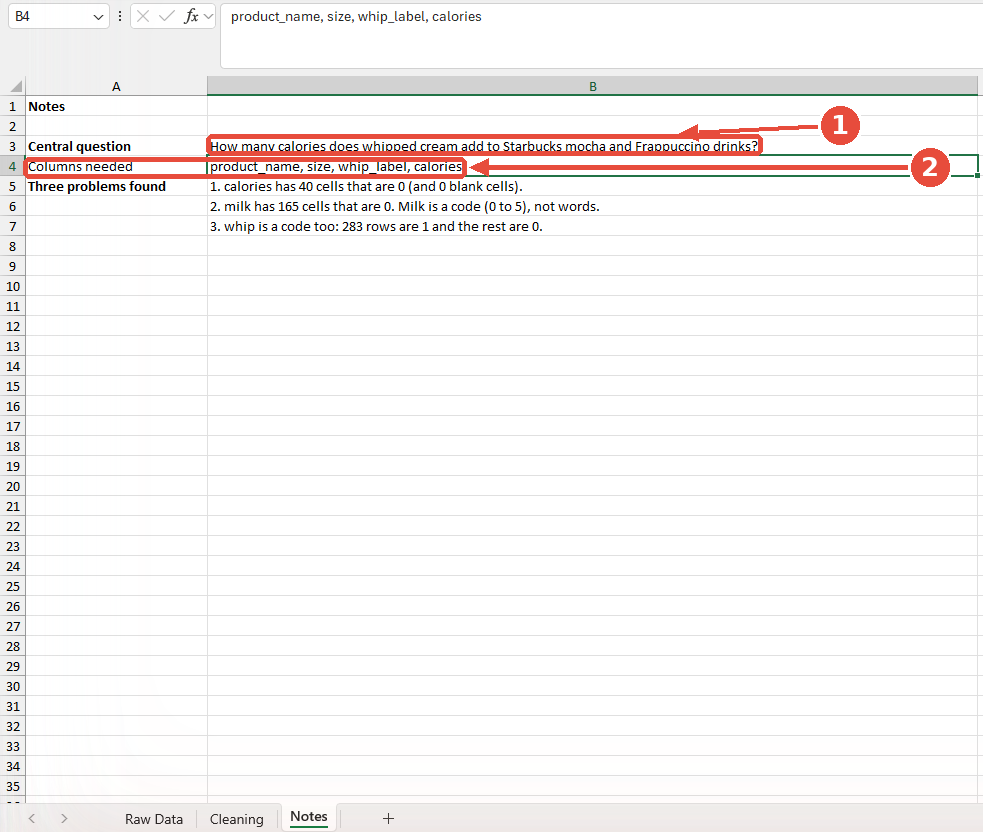 B4
fx
product_name, size, whip_label, calories
A
B
1
Notes
2
3
Central question
How many calories does whipped cream add to Starbucks mocha and Frappuccino drinks?
1
4
Columns needed
product_name, size, whip_label, calories
2
5
Three problems found
1. calories has 40 cells that are 0 (and 0 blank cells).
6
2. milk has 165 cells that are 0. Milk is a code (0 to 5), not words.
7
3. whip is a code too: 283 rows are 1 and the rest are 0.
8
9
10
11
12
13
14
15
16
17
18
19
20
21
22
23
24
25
26
27
28
29
30
31
32
33
34
35
Raw Data
Cleaning
Notes